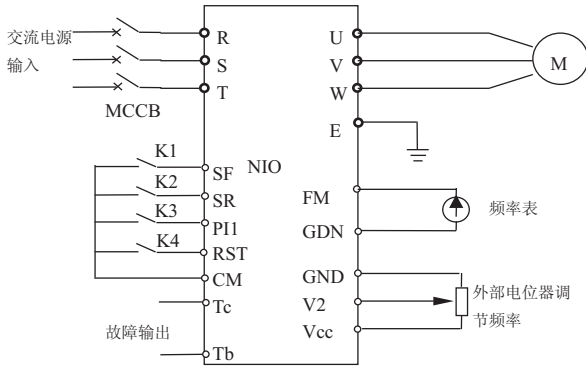 交流电源
输入
MCCB
R
S
T
U
V
W
E
M
NIO
K1
K2
K3
K4
SF
SR
PI1
RST
CM
Tc
故障输出
Tb
FM
GDN
频率表
GND
V2
Vcc
外部电位器调
节频率